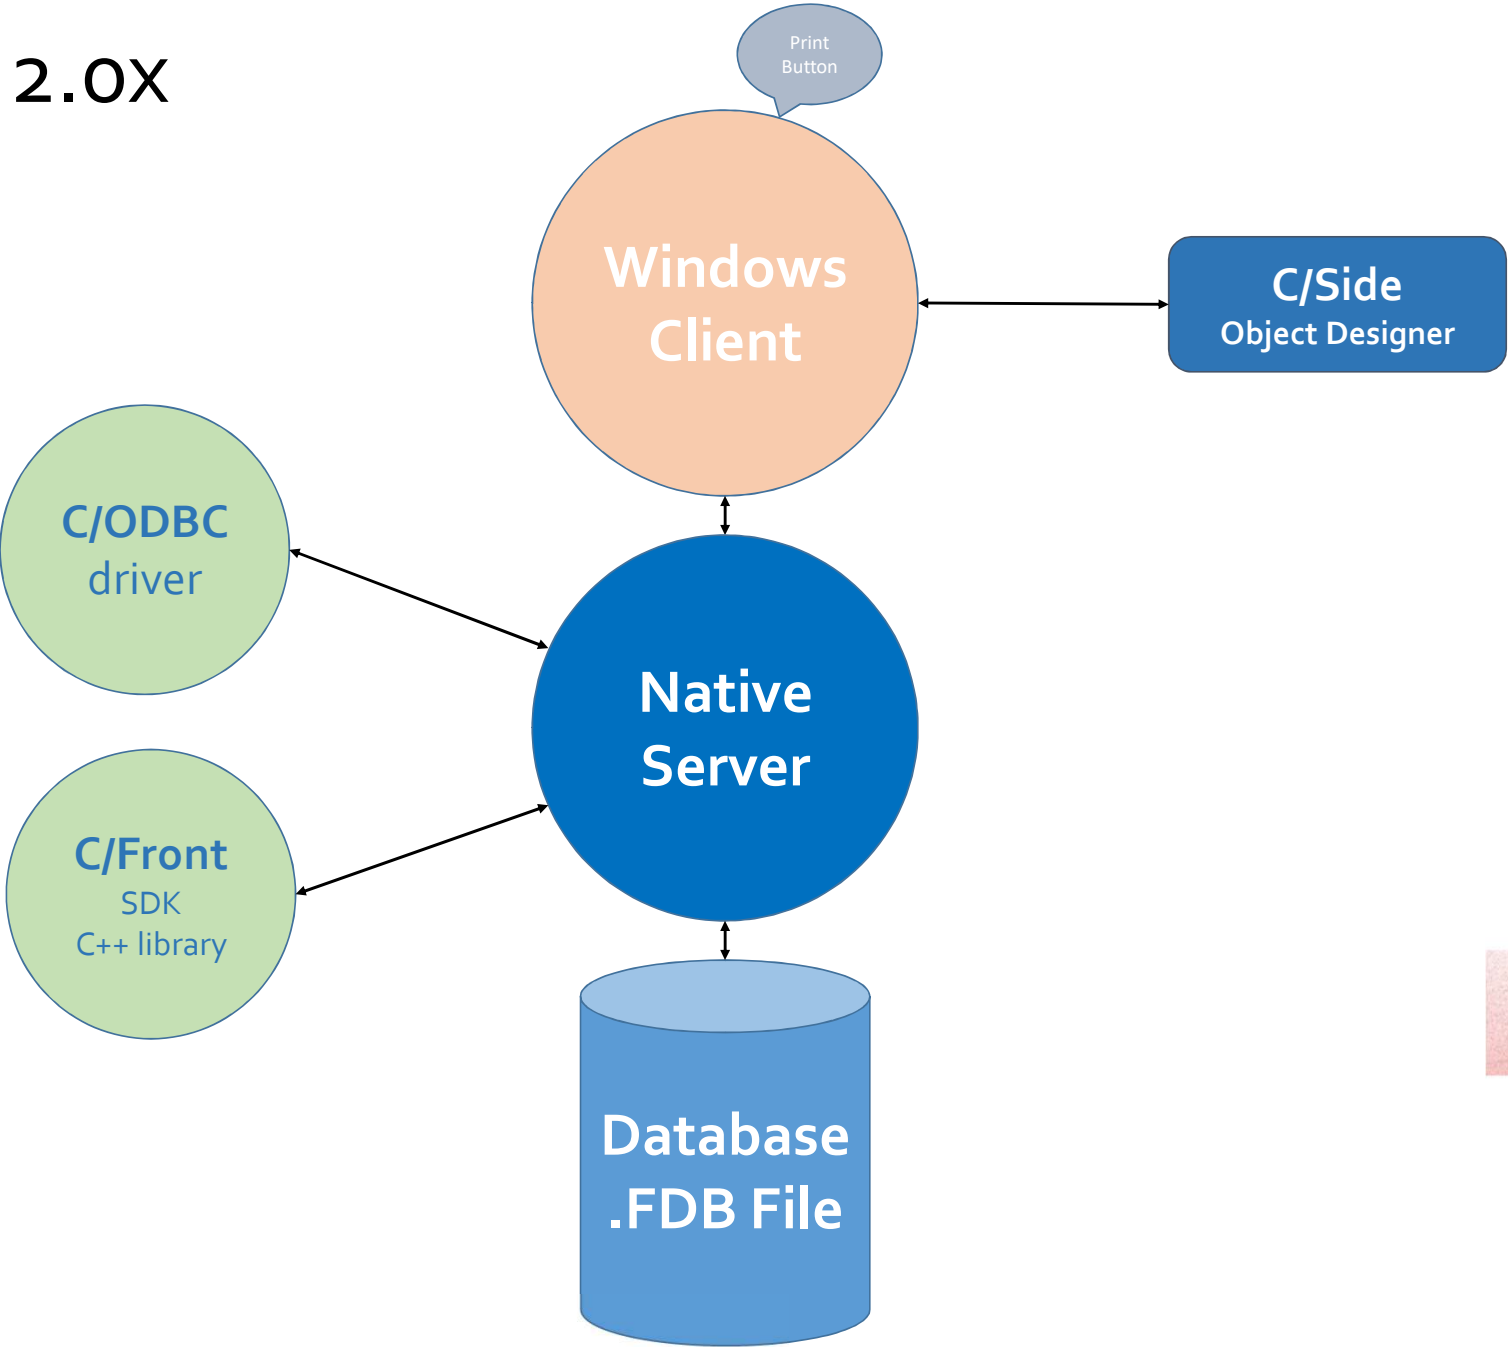 2.0x
Print
Button
Windows
Client
C/Side
Object Designer
C/ODBC
driver
Native
Server
C/Front
SDK
C++ library
Database
.FDB File